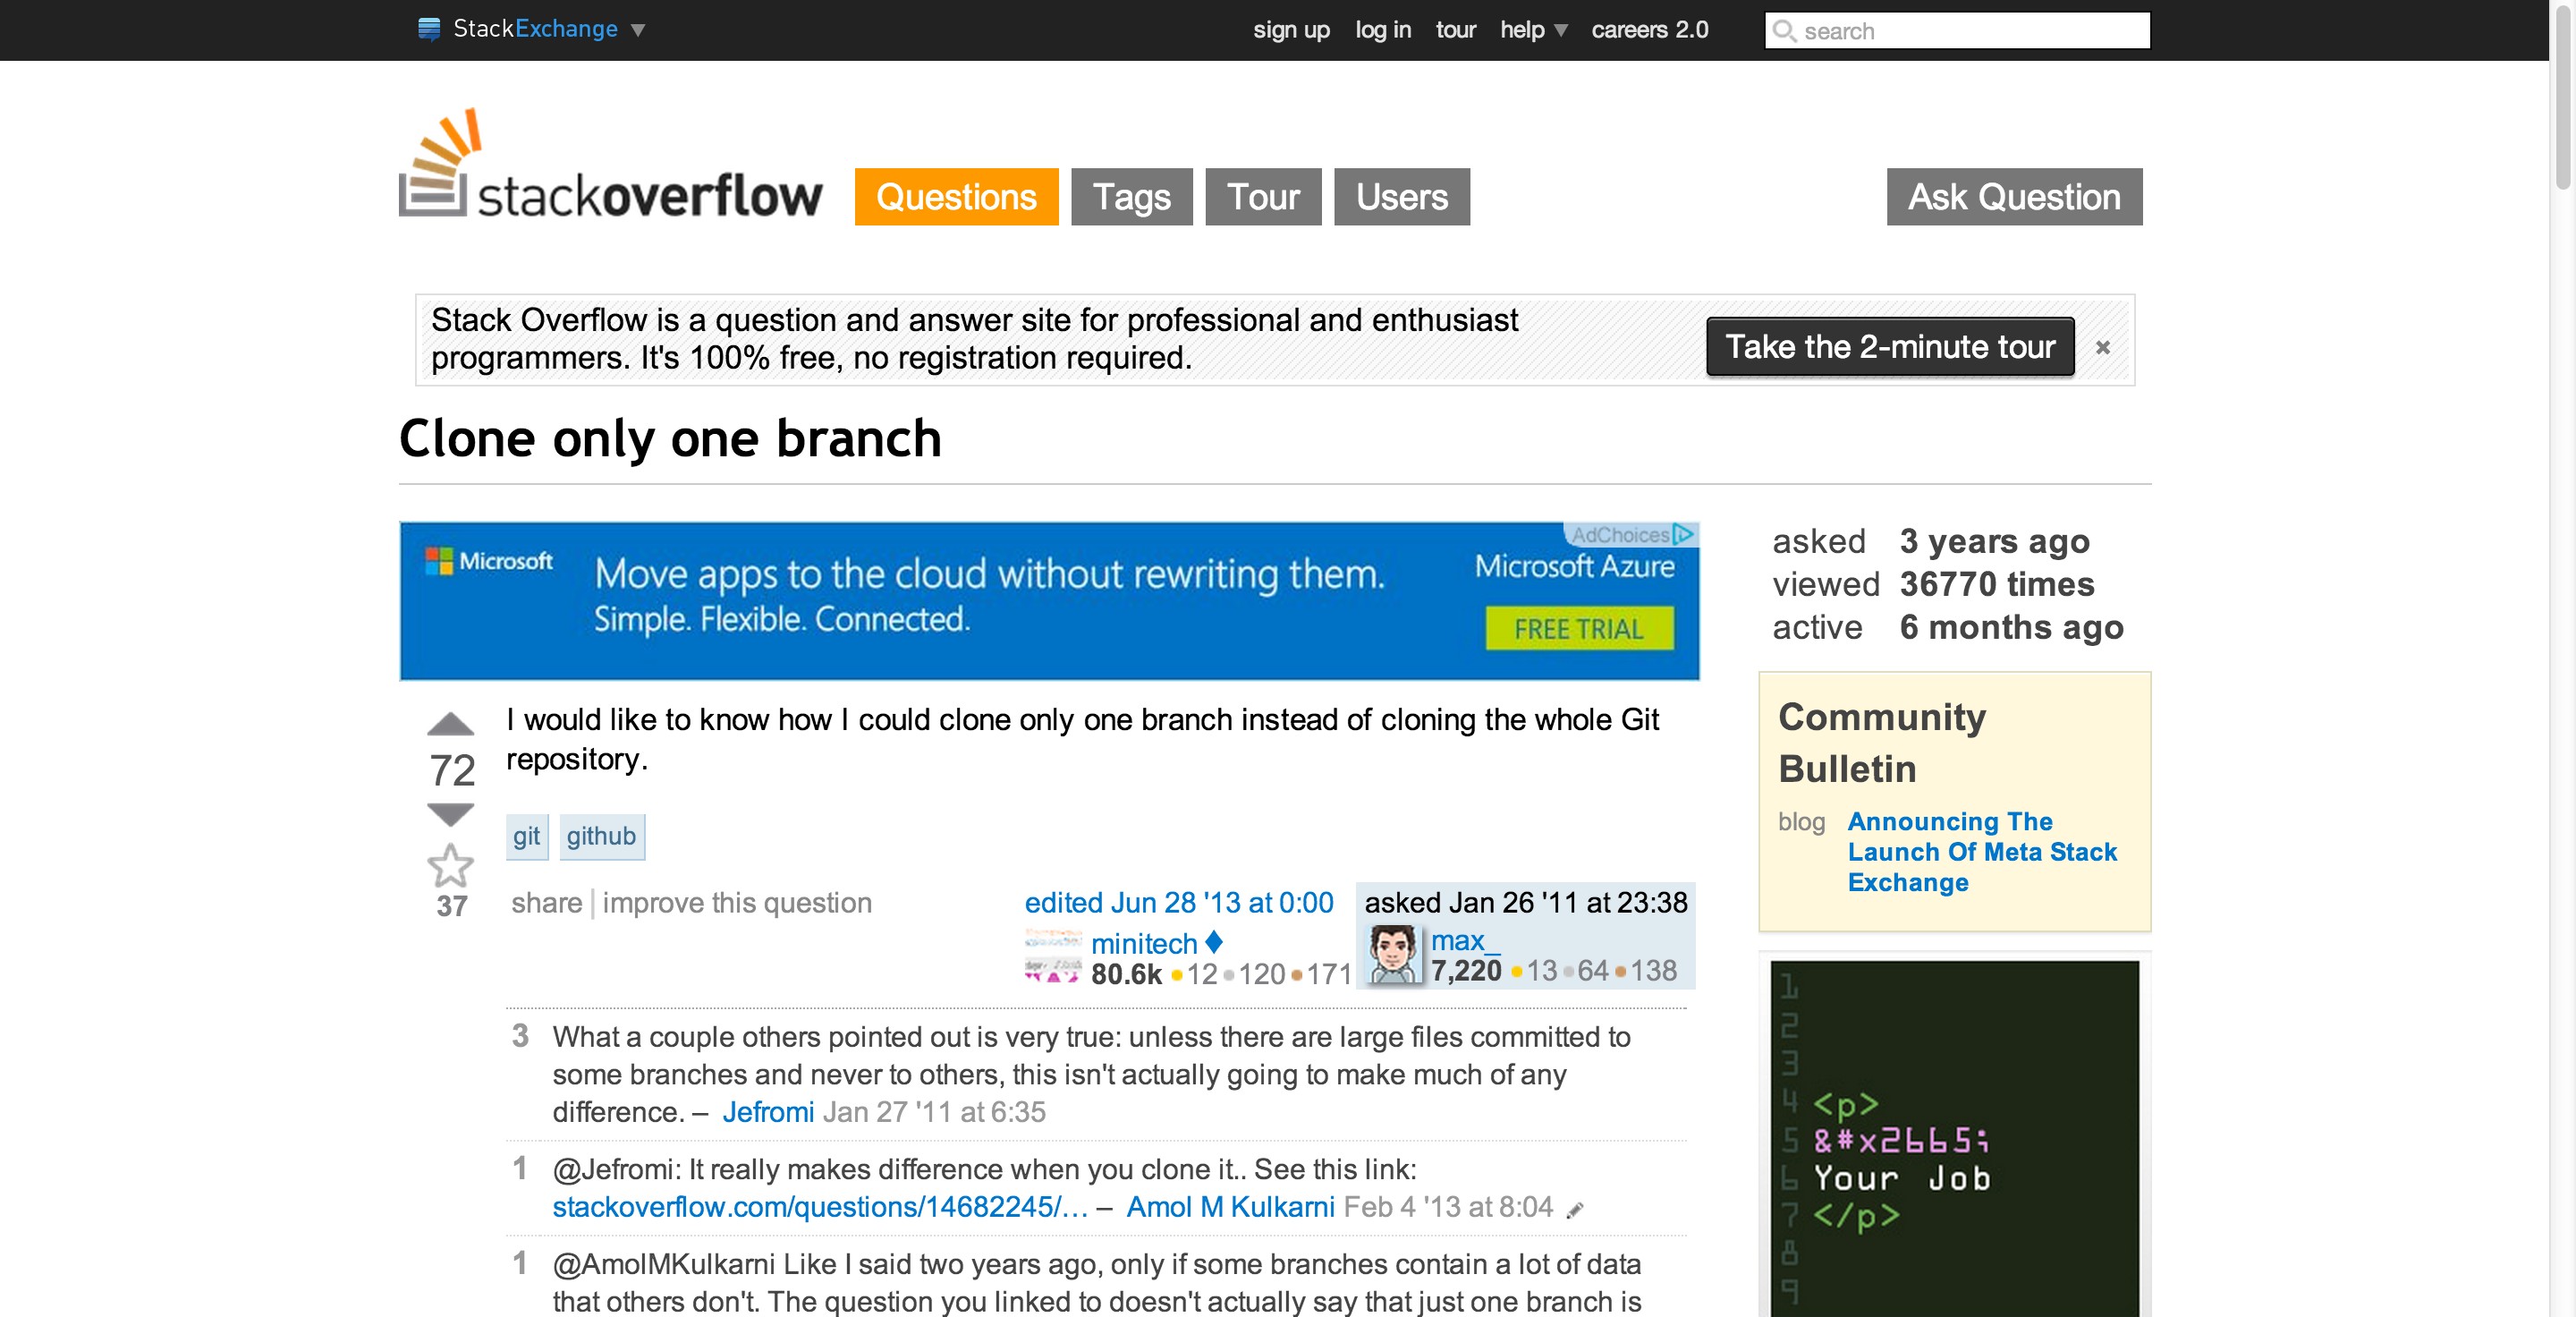 StackExchange ▼
sign up log in tour help ▼ careers 2.0 search
stackoverflow
Questions Tags Tour Users Ask Question
Stack Overflow is a question and answer site for professional and enthusiast
programmers. It's 100% free, no registration required.
Take the 2-minute tour ×
Clone only one branch
AdChoices
Microsoft
Move apps to the cloud without rewriting them.
Simple. Flexible. Connected.
Microsoft Azure
FREE TRIAL
72
37
I would like to know how I could clone only one branch instead of cloning the whole Git
repository.
git github
share improve this question
edited Jun 28 '13 at 0:00
minitech ♦
80.6k ●12 ●120 ●171
asked Jan 26 '11 at 23:38
max_
7,220 ●13 ●64 ●138
3 What a couple others pointed out is very true: unless there are large files committed to
some branches and never to others, this isn't actually going to make much of any
difference. – Jefromi Jan 27 '11 at 6:35
1 @Jefromi: It really makes difference when you clone it.. See this link:
stackoverflow.com/questions/14682245/… – Amol M Kulkarni Feb 4 '13 at 8:04
1 @AmolMKulkarni Like I said two years ago, only if some branches contain a lot of data
that others don't. The question you linked to doesn't actually say that just one branch is
asked 3 years ago
viewed 36770 times
active 6 months ago
Community
Bulletin
blog Announcing The
Launch Of Meta Stack
Exchange
1
2
3
4 <p>
5 &#x2665;
6 Your Job
7 </p>
8
9